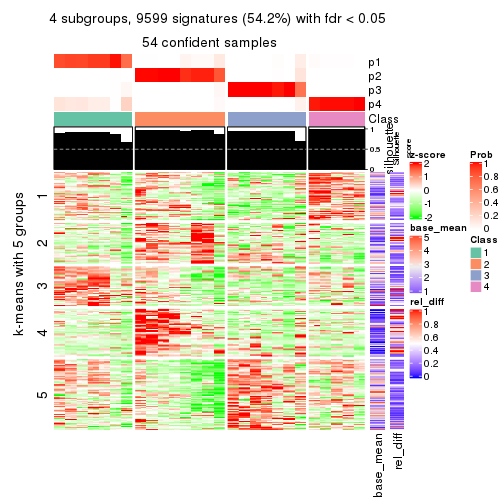 4 subgroups, 9599 signatures (54.2%) with fdr < 0.05
54 confident samples
p1
p2
p3
p4
Class
1
0.5
0
silhouette
k-means with 5 groups
1
2
3
4
5
base_mean
rel_diff
z-score
2
1
0
-1
-2
base_mean
5
4
3
2
1
rel_diff
1
0.8
0.6
0.4
0.2
0
Prob
1
0.8
0.6
0.4
0.2
0
Class
1
2
3
4